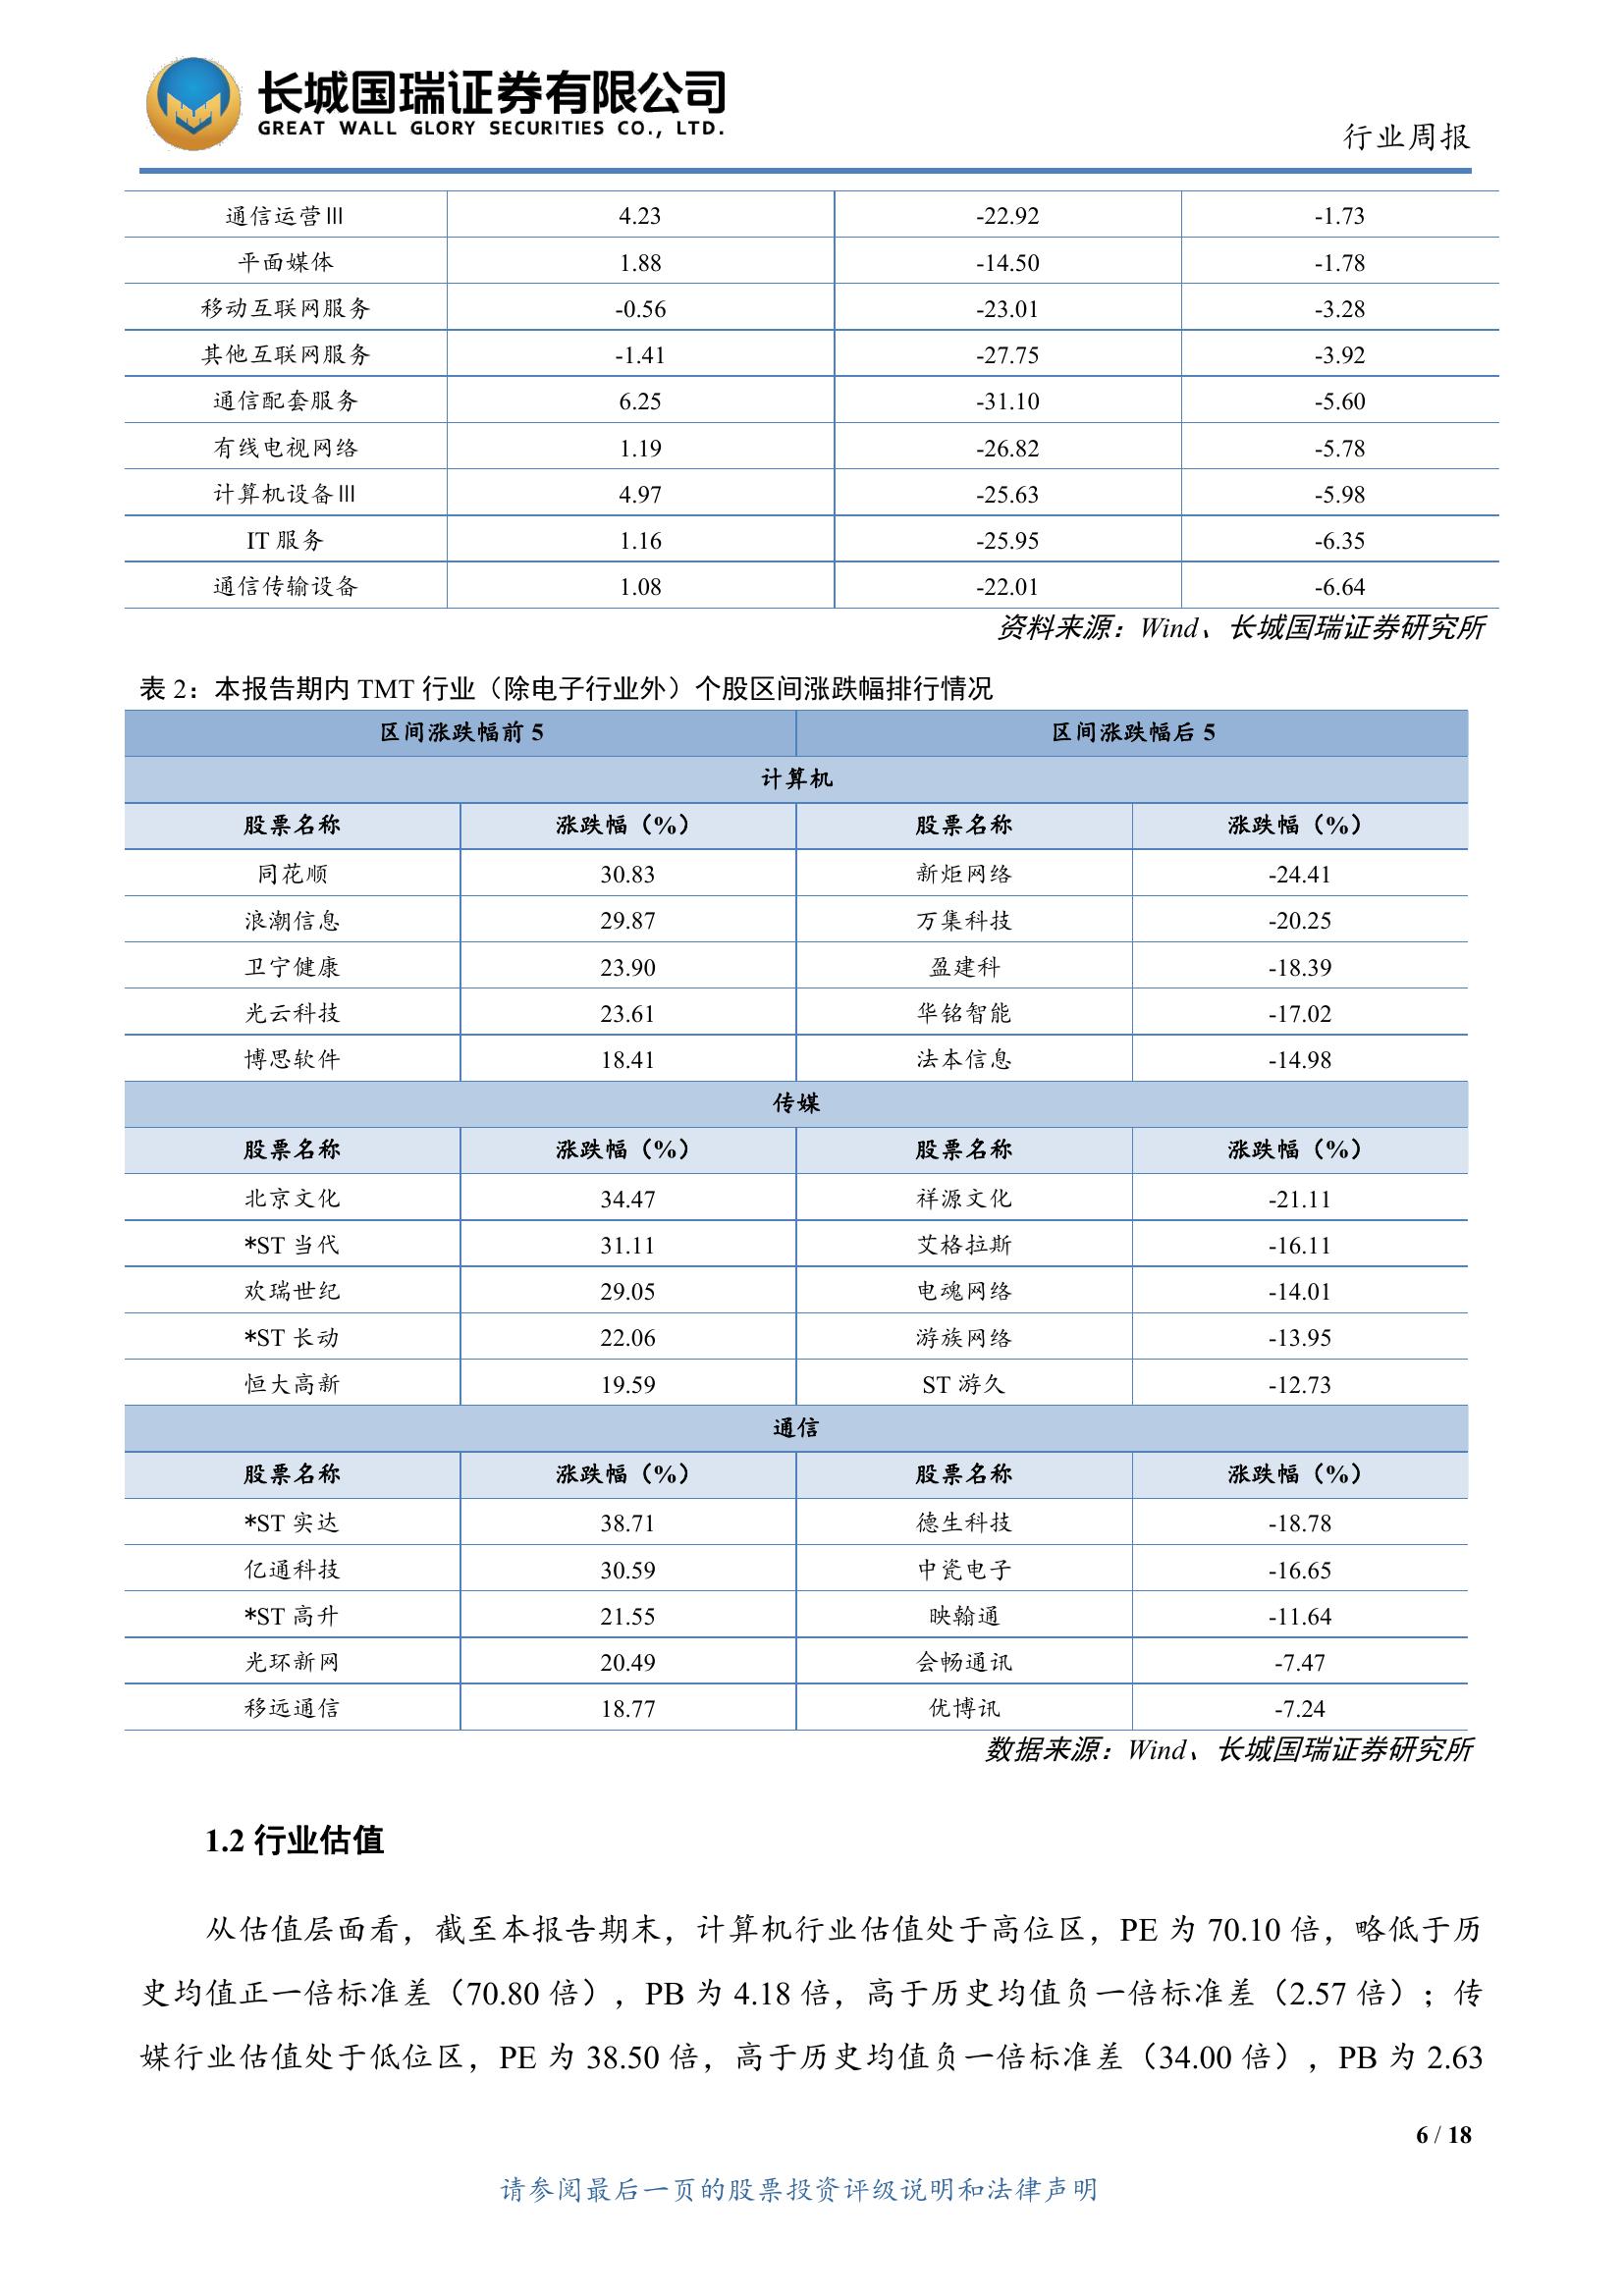 长城国瑞证券有限公司
GREAT WALL GLORY SECURITIES CO., LTD.
行业周报
通信运营Ⅲ 4.23 -22.92 -1.73
平面媒体 1.88 -14.50 -1.78
移动互联网服务 -0.56 -23.01 -3.28
其他互联网服务 -1.41 -27.75 -3.92
通信配套服务 6.25 -31.10 -5.60
有线电视网络 1.19 -26.82 -5.78
计算机设备Ⅲ 4.97 -25.63 -5.98
IT 服务 1.16 -25.95 -6.35
通信传输设备 1.08 -22.01 -6.64
资料来源：Wind、长城国瑞证券研究所
表 2：本报告期内 TMT 行业（除电子行业外）个股区间涨跌幅排行情况
区间涨跌幅前 5 区间涨跌幅后 5
计算机
股票名称 涨跌幅（%） 股票名称 涨跌幅（%）
同花顺 30.83 新炬网络 -24.41
浪潮信息 29.87 万集科技 -20.25
卫宁健康 23.90 盈建科 -18.39
光云科技 23.61 华铭智能 -17.02
博思软件 18.41 法本信息 -14.98
传媒
股票名称 涨跌幅（%） 股票名称 涨跌幅（%）
北京文化 34.47 祥源文化 -21.11
*ST 当代 31.11 艾格拉斯 -16.11
欢瑞世纪 29.05 电魂网络 -14.01
*ST 长动 22.06 游族网络 -13.95
恒大高新 19.59 ST 游久 -12.73
通信
股票名称 涨跌幅（%） 股票名称 涨跌幅（%）
*ST 实达 38.71 德生科技 -18.78
亿通科技 30.59 中瓷电子 -16.65
*ST 高升 21.55 映翰通 -11.64
光环新网 20.49 会畅通讯 -7.47
移远通信 18.77 优博讯 -7.24
数据来源：Wind、长城国瑞证券研究所
1.2 行业估值
从估值层面看，截至本报告期末，计算机行业估值处于高位区，PE 为 70.10 倍，略低于历
史均值正一倍标准差（70.80 倍），PB 为 4.18 倍，高于历史均值负一倍标准差（2.57 倍）；传
媒行业估值处于低位区，PE 为 38.50 倍，高于历史均值负一倍标准差（34.00 倍），PB 为 2.63
6 / 18
请参阅最后一页的股票投资评级说明和法律声明